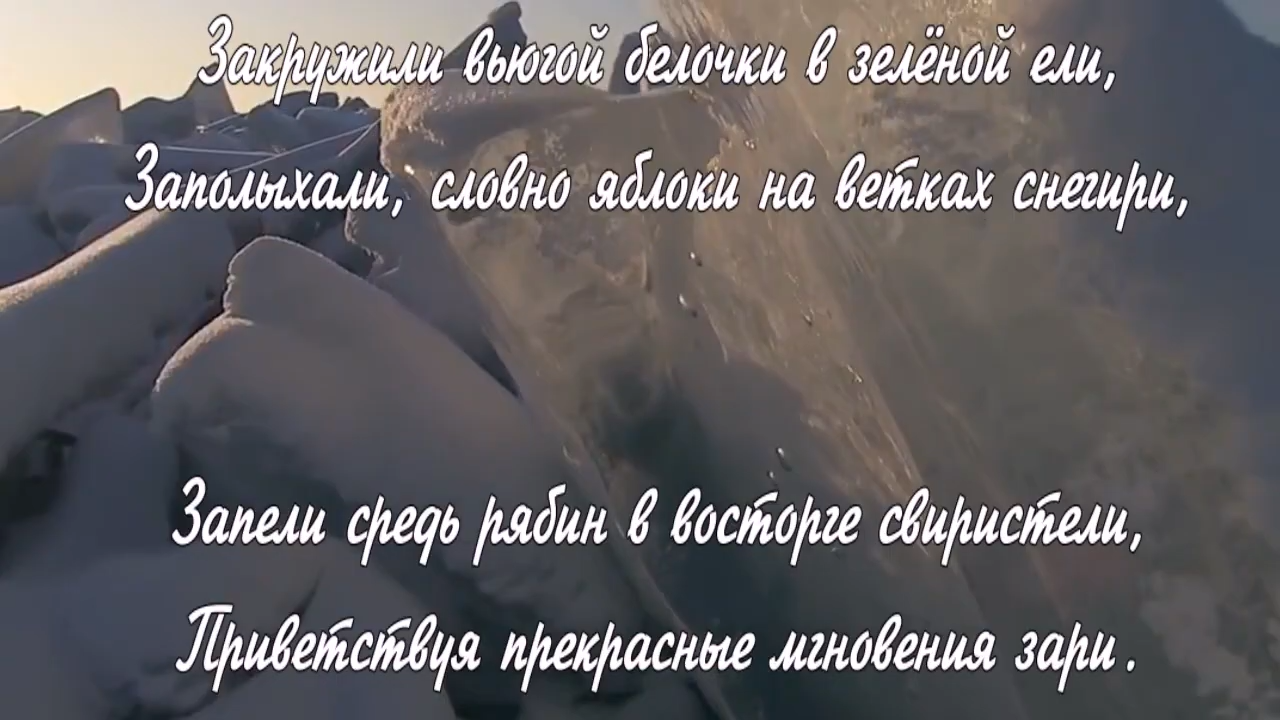 Закружили вьюгой белочки в зелёной ели,
Заполыхали, словно яблоки на ветках снегири,
Запели средь рябин в восторге свиристели,
Приветствуя прекрасные мгновения зари.